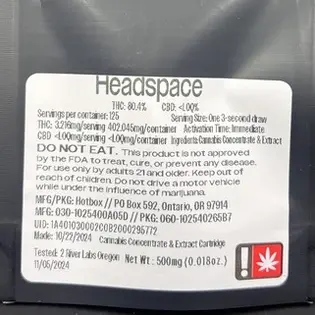 Headspace
THC: 80.4% CBD: <LOQ%
Servings per container: 125 Serving Size: One 3-second draw
THC: 3.216mg/serving 402.045mg/container Activation Time: Immediate
CBD <LOQmg/serving <LOQmg/container Ingredients: Cannabis Concentrate & Extract
DO NOT EAT. This product is not approved
by the FDA to treat, cure, or prevent any disease.
For use only by adults 21 and older. Keep out of
reach of children. Do not drive a motor vehicle
while under the influence of marijuana.
MFG/PKG: Hotbox // PO Box 592, Ontario, OR 97914
MFG: 030-1025400A05D // PKG: 060-102540265B7
UID: 1A401030002C0B2000295772
Made: 10/22/2024 Cannabis Concentrate & Extract Cartridge
Tested: 2 River Labs Oregon Net Wt: 500mg (0.018oz.)
11/05/2024